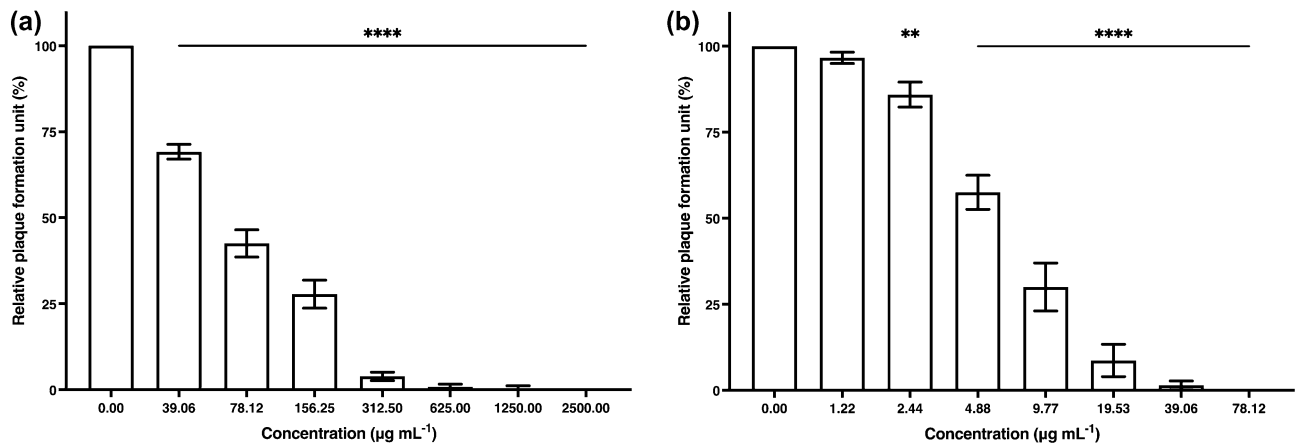 (a)
****
Relative plaque formation unit (%)
100
75
50
25
0
0.00 39.06 78.12 156.25 312.50 625.00 1250.00 2500.00
Concentration (µg mL⁻¹)
(b)
** ****
Relative plaque formation unit (%)
100
75
50
25
0
0.00 1.22 2.44 4.88 9.77 19.53 39.06 78.12
Concentration (µg mL⁻¹)